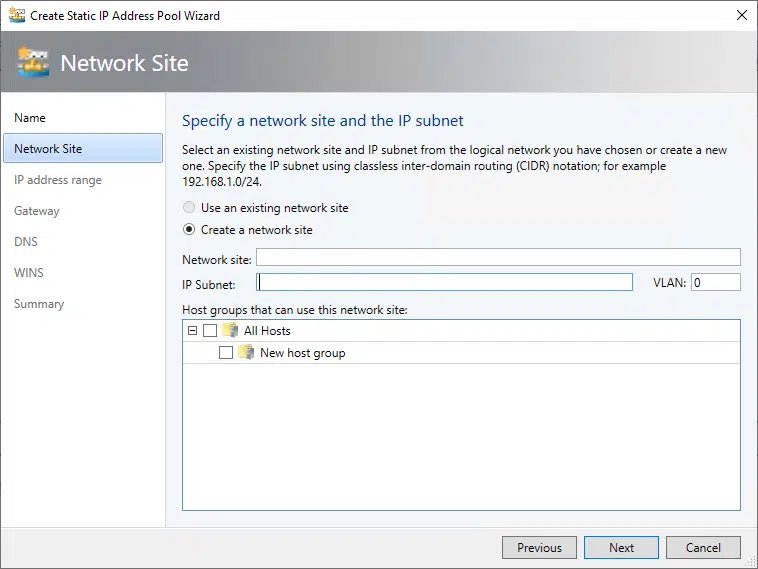 Create Static IP Address Pool Wizard
Network Site
Name
Network Site
IP address range
Gateway
DNS
WINS
Summary
Specify a network site and the IP subnet
Select an existing network site and IP subnet from the logical network you have chosen or create a new
one. Specify the IP subnet using classless inter-domain routing (CIDR) notation; for example
192.168.1.0/24.
Use an existing network site
Create a network site
Network site:
IP Subnet:
VLAN: 0
Host groups that can use this network site:
All Hosts
New host group
Previous
Next
Cancel